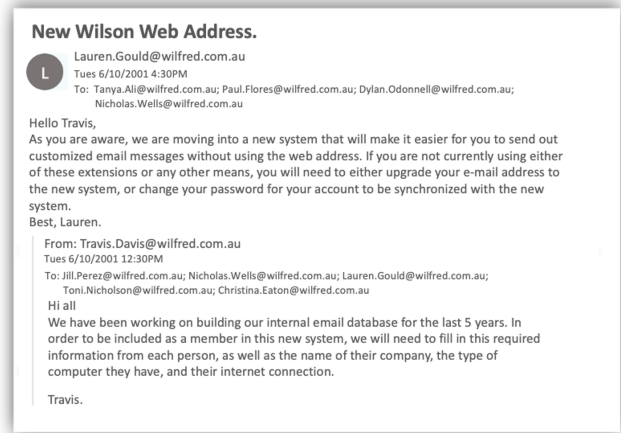 New Wilson Web Address.
L
Lauren.Gould@wilfred.com.au
Tues 6/10/2001 4:30PM
To: Tanya.Ali@wilfred.com.au; Paul.Flores@wilfred.com.au; Dylan.Odonnell@wilfred.com.au;
Nicholas.Wells@wilfred.com.au
Hello Travis,
As you are aware, we are moving into a new system that will make it easier for you to send out
customized email messages without using the web address. If you are not currently using either
of these extensions or any other means, you will need to either upgrade your e-mail address to
the new system, or change your password for your account to be synchronized with the new
system.
Best, Lauren.
From: Travis.Davis@wilfred.com.au
Tues 6/10/2001 12:30PM
To: Jill.Perez@wilfred.com.au; Nicholas.Wells@wilfred.com.au; Lauren.Gould@wilfred.com.au;
Toni.Nicholson@wilfred.com.au; Christina.Eaton@wilfred.com.au
Hi all
We have been working on building our internal email database for the last 5 years. In
order to be included as a member in this new system, we will need to fill in this required
information from each person, as well as the name of their company, the type of
computer they have, and their internet connection.
Travis.